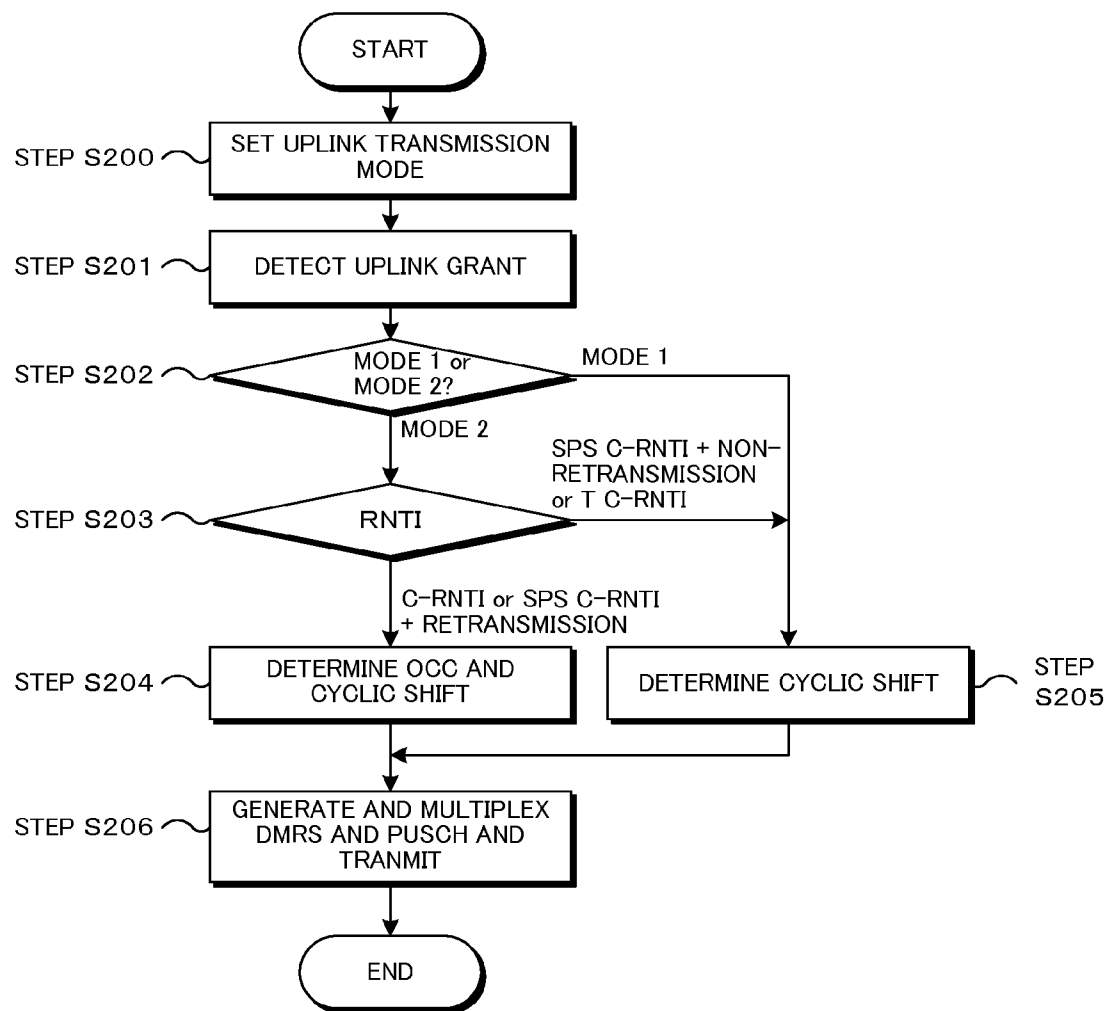 START
STEP S200
SET UPLINK TRANSMISSION
MODE
STEP S201
DETECT UPLINK GRANT
STEP S202
MODE 1 or
MODE 2?
MODE 1
MODE 2
SPS C-RNTI + NON-
RETRANSMISSION
or T C-RNTI
STEP S203
RNTI
C-RNTI or SPS C-RNTI
+ RETRANSMISSION
STEP S204
DETERMINE OCC AND
CYCLIC SHIFT
DETERMINE CYCLIC SHIFT
STEP
S205
STEP S206
GENERATE AND MULTIPLEX
DMRS AND PUSCH AND
TRANMIT
END